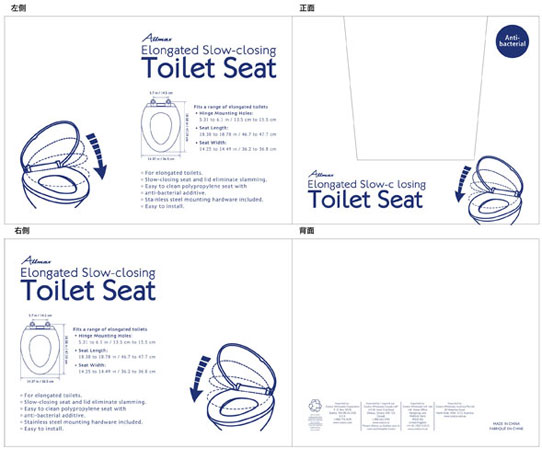 左側
Allmax
Elongated Slow-closing
Toilet Seat
Fits a range of elongated toilets
• Hinge Mounting Holes:
5.31 to 6.1 in / 13.5 cm to 15.5 cm
• Seat Length:
18.38 to 18.78 in / 46.7 to 47.7 cm
• Seat Width:
14.25 to 14.49 in / 36.2 to 36.8 cm
• For elongated toilets.
• Slow-closing seat and lid eliminate slamming.
• Easy to clean polypropylene seat with
• anti-bacterial additive.
• Stainless steel mounting hardware included.
• Easy to install.
正面
Anti-
bacterial
Allmax
Elongated Slow-c losing
Toilet Seat
右側
Allmax
Elongated Slow-closing
Toilet Seat
Fits a range of elongated toilets
• Hinge Mounting Holes:
5.31 to 6.1 in / 13.5 cm to 15.5 cm
• Seat Length:
18.38 to 18.78 in / 46.7 to 47.7 cm
• Seat Width:
14.25 to 14.49 in / 36.2 to 36.8 cm
• For elongated toilets.
• Slow-closing seat and lid eliminate slamming.
• Easy to clean polypropylene seat with
• anti-bacterial additive.
• Stainless steel mounting hardware included.
• Easy to install.
背面
MADE IN CHINA
FABRIQUÉ EN CHINE